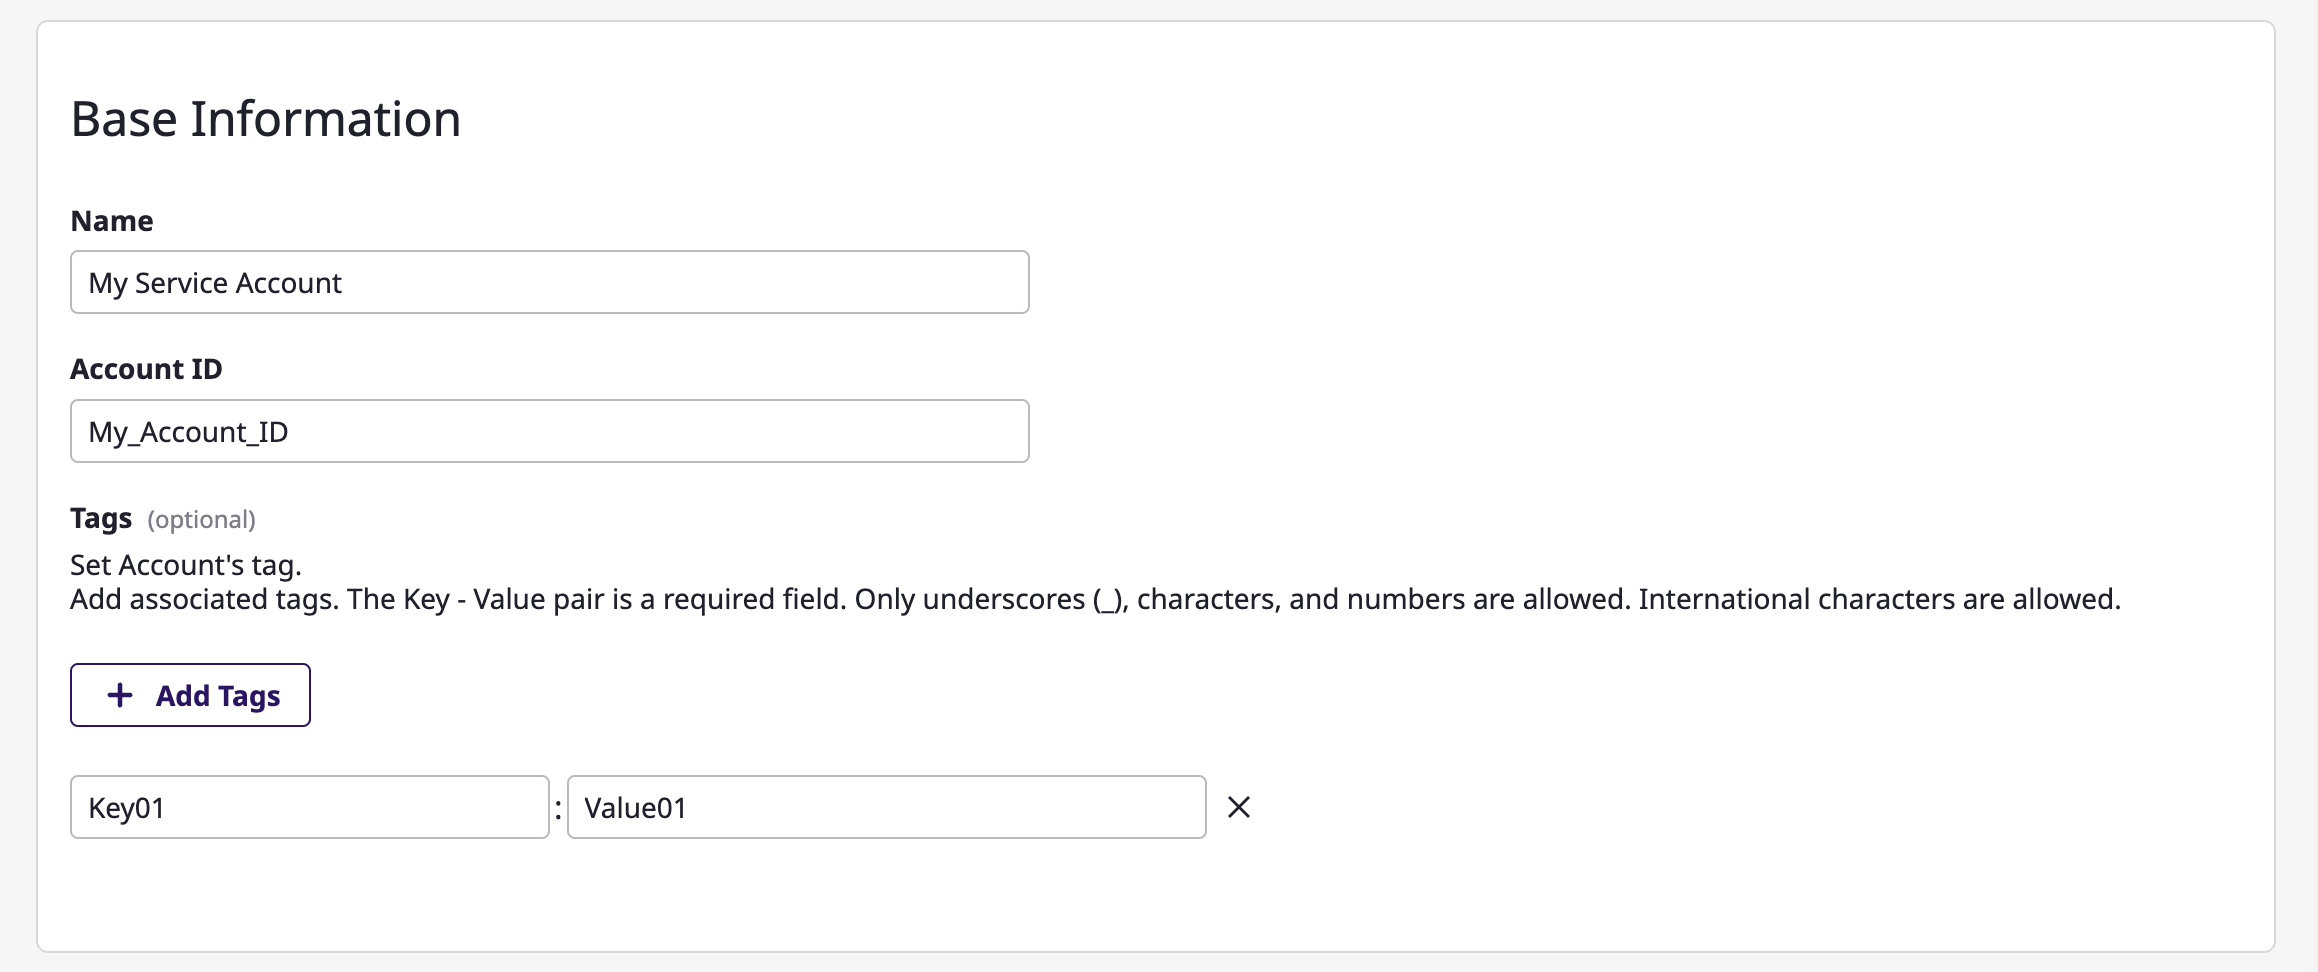 Base Information
Name
My Service Account
Account ID
My_Account_ID
Tags (optional)
Set Account's tag.
Add associated tags. The Key - Value pair is a required field. Only underscores (_), characters, and numbers are allowed. International characters are allowed.
+ Add Tags
Key01 : Value01 ×